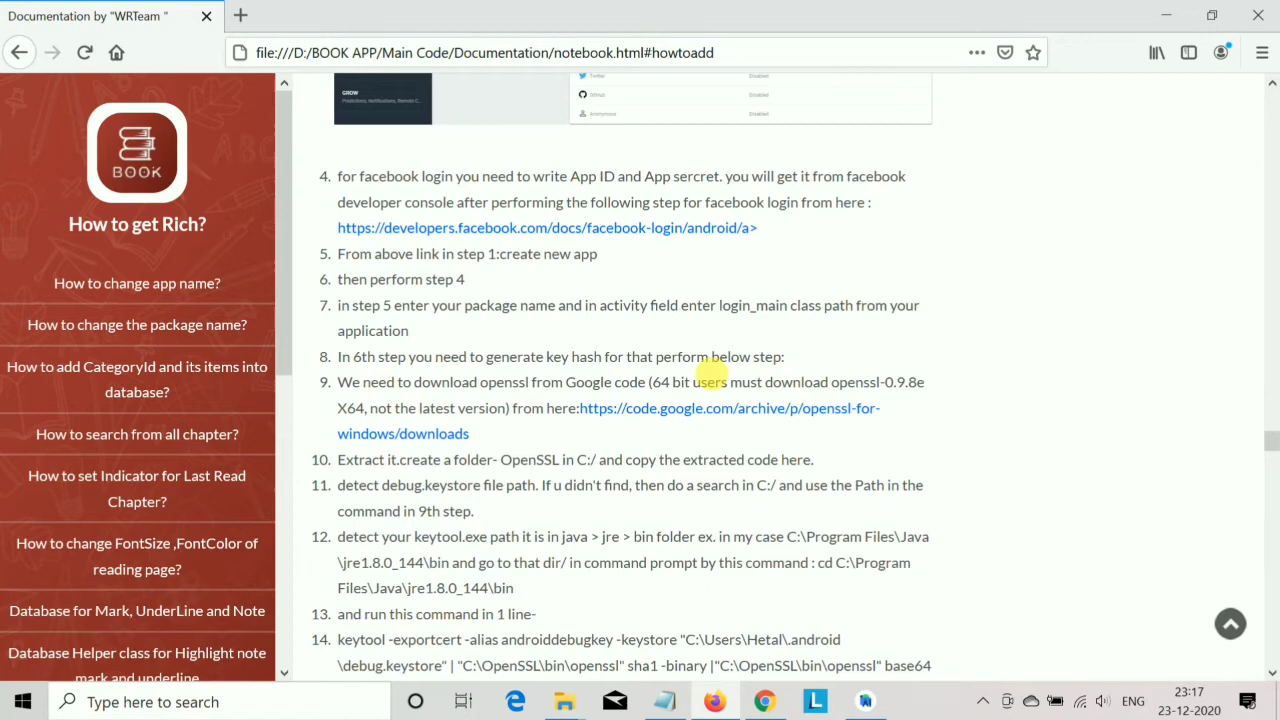 Documentation by "WRTeam "
file:///D:/BOOK APP/Main Code/Documentation/notebook.html#howtoadd
BOOK
How to get Rich?
How to change app name?
How to change the package name?
How to add CategoryId and its items into
database?
How to search from all chapter?
How to set Indicator for Last Read
Chapter?
How to change FontSize ,FontColor of
reading page?
Database for Mark, UnderLine and Note
Database Helper class for Highlight note
mark and underline
GROW
Predictions, Notifications, Remote C...
Twitter Disabled
GitHub Disabled
Anonymous Disabled
4. for facebook login you need to write App ID and App sercret. you will get it from facebook
developer console after performing the following step for facebook login from here :
https://developers.facebook.com/docs/facebook-login/android/a>
5. From above link in step 1:create new app
6. then perform step 4
7. in step 5 enter your package name and in activity field enter login_main class path from your
application
8. In 6th step you need to generate key hash for that perform below step:
9. We need to download openssl from Google code (64 bit users must download openssl-0.9.8e
X64, not the latest version) from here:https://code.google.com/archive/p/openssl-for-
windows/downloads
10. Extract it.create a folder- OpenSSL in C:/ and copy the extracted code here.
11. detect debug.keystore file path. If u didn't find, then do a search in C:/ and use the Path in the
command in 9th step.
12. detect your keytool.exe path it is in java > jre > bin folder ex. in my case C:\Program Files\Java
\jre1.8.0_144\bin and go to that dir/ in command prompt by this command : cd C:\Program
Files\Java\jre1.8.0_144\bin
13. and run this command in 1 line-
14. keytool -exportcert -alias androiddebugkey -keystore "C:\Users\Hetal\.android
\debug.keystore" | "C:\OpenSSL\bin\openssl" sha1 -binary |"C:\OpenSSL\bin\openssl" base64
Type here to search
L
ENG
23:17
23-12-2020